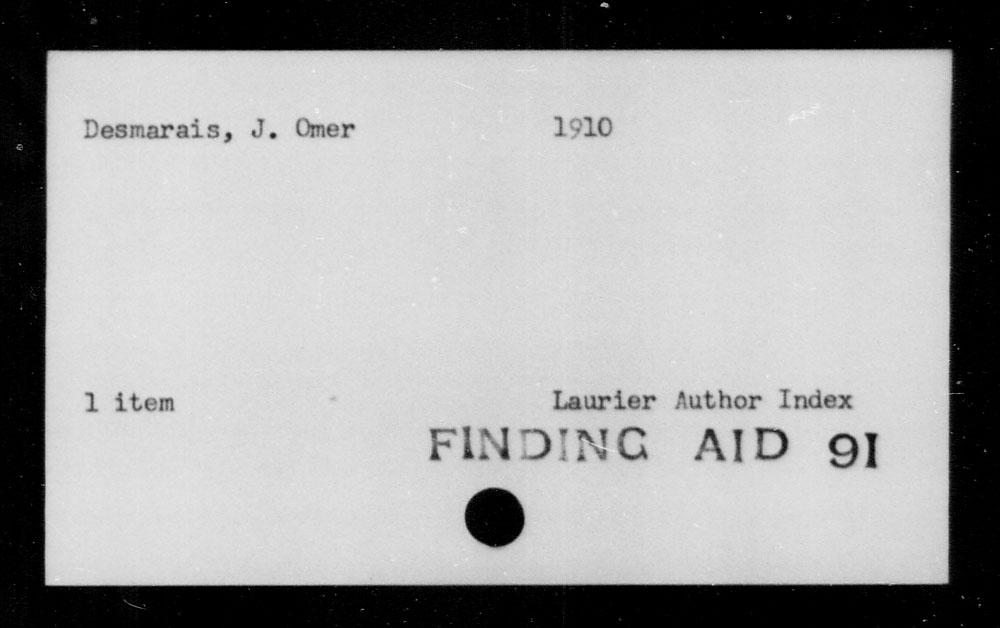 Desmarais, J. Omer 1910
1 item Laurier Author Index
FINDING AID 91